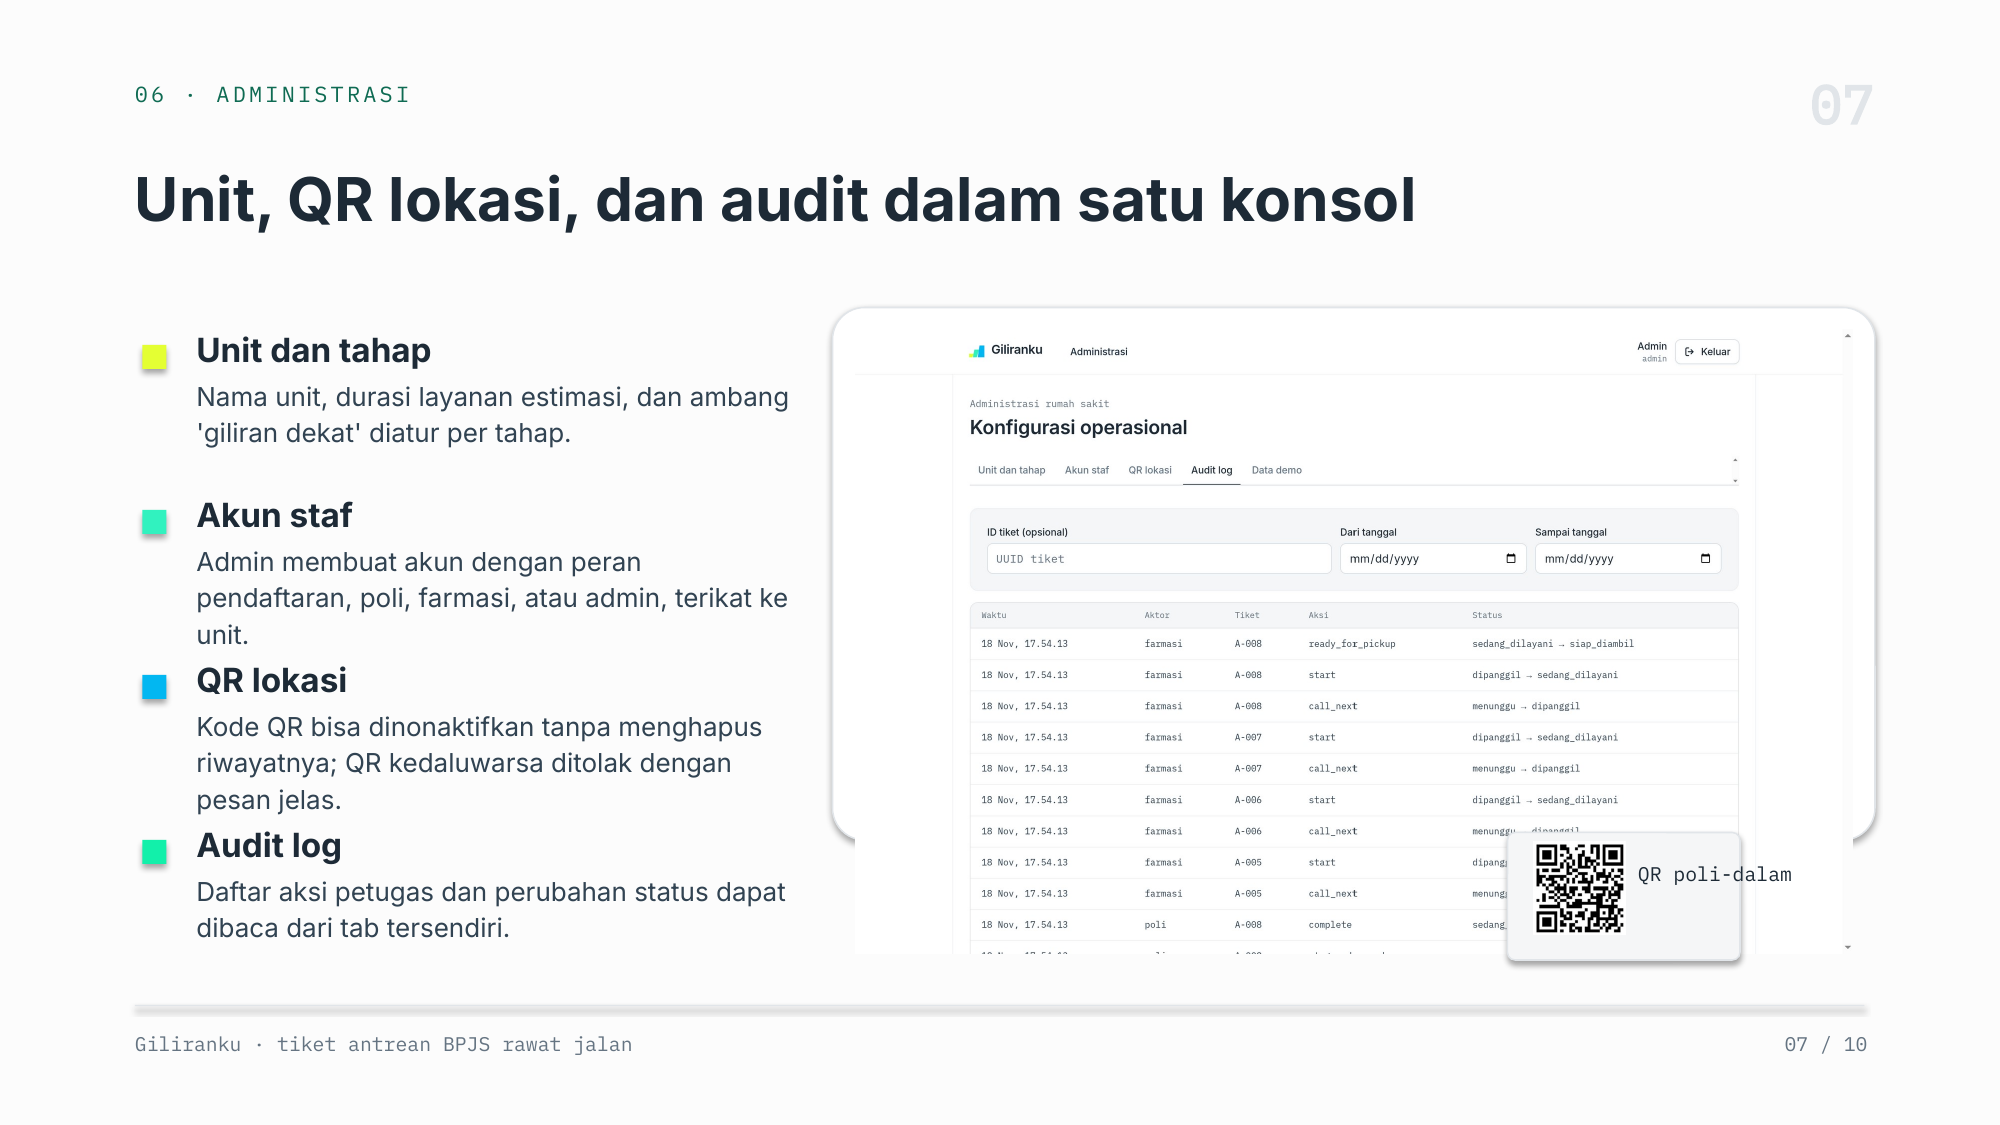 06 · ADMINISTRASI
07
Unit, QR lokasi, dan audit dalam satu konsol
Unit dan tahap
Nama unit, durasi layanan estimasi, dan ambang
'giliran dekat' diatur per tahap.
Akun staf
Admin membuat akun dengan peran
pendaftaran, poli, farmasi, atau admin, terikat ke
unit.
QR lokasi
Kode QR bisa dinonaktifkan tanpa menghapus
riwayatnya; QR kedaluwarsa ditolak dengan
pesan jelas.
Audit log
Daftar aksi petugas dan perubahan status dapat
dibaca dari tab tersendiri.
Giliranku Administrasi Admin Keluar
admin
Administrasi rumah sakit
Konfigurasi operasional
Unit dan tahap Akun staf QR lokasi Audit log Data demo
ID tiket (opsional) Dari tanggal Sampai tanggal
UUID tiket mm/dd/yyyy mm/dd/yyyy
Waktu Aktor Tiket Aksi Status
18 Nov, 17.54.13 farmasi A-008 ready_for_pickup sedang_dilayani → siap_diambil
18 Nov, 17.54.13 farmasi A-008 start dipanggil → sedang_dilayani
18 Nov, 17.54.13 farmasi A-008 call_next menunggu → dipanggil
18 Nov, 17.54.13 farmasi A-007 start dipanggil → sedang_dilayani
18 Nov, 17.54.13 farmasi A-007 call_next menunggu → dipanggil
18 Nov, 17.54.13 farmasi A-006 start dipanggil → sedang_dilayani
18 Nov, 17.54.13 farmasi A-006 call_next menunggu → dipanggil
18 Nov, 17.54.13 farmasi A-005 start
18 Nov, 17.54.13 farmasi A-005 call_next
18 Nov, 17.54.13 poli A-008 complete
QR poli-dalam
Giliranku · tiket antrean BPJS rawat jalan
07 / 10